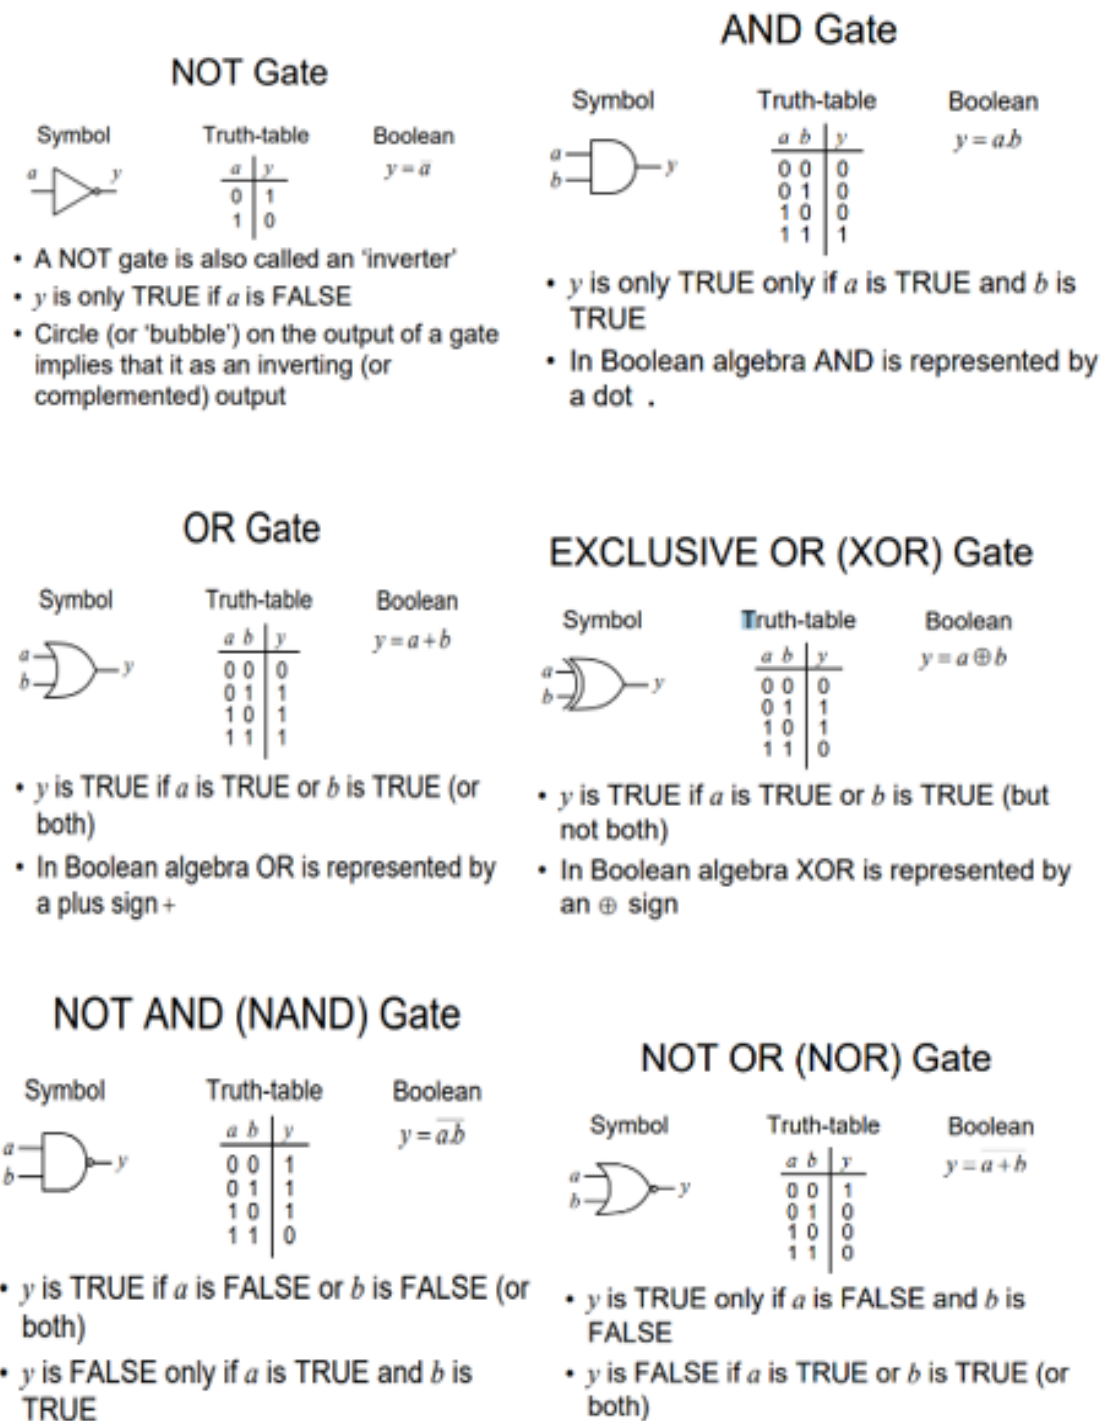 NOT Gate
Symbol Truth-table Boolean
a y
a y
0 1
1 0
y = a̅
• A NOT gate is also called an 'inverter'
• y is only TRUE if a is FALSE
• Circle (or 'bubble') on the output of a gate
implies that it as an inverting (or
complemented) output
AND Gate
Symbol Truth-table Boolean
a
b
y
a b y
0 0 0
0 1 0
1 0 0
1 1 1
y = a.b
• y is only TRUE only if a is TRUE and b is
TRUE
• In Boolean algebra AND is represented by
a dot .
OR Gate
Symbol Truth-table Boolean
a
b
y
a b y
0 0 0
0 1 1
1 0 1
1 1 1
y = a + b
• y is TRUE if a is TRUE or b is TRUE (or
both)
• In Boolean algebra OR is represented by
a plus sign +
EXCLUSIVE OR (XOR) Gate
Symbol Truth-table Boolean
a
b
y
a b y
0 0 0
0 1 1
1 0 1
1 1 0
y = a ⊕ b
• y is TRUE if a is TRUE or b is TRUE (but
not both)
• In Boolean algebra XOR is represented by
an ⊕ sign
NOT AND (NAND) Gate
Symbol Truth-table Boolean
a
b
y
a b y
0 0 1
0 1 1
1 0 1
1 1 0
y = a̅.̅b̅
• y is TRUE if a is FALSE or b is FALSE (or
both)
• y is FALSE only if a is TRUE and b is
TRUE
NOT OR (NOR) Gate
Symbol Truth-table Boolean
a
b
y
a b y
0 0 1
0 1 0
1 0 0
1 1 0
y = a̅ ̅+̅ ̅b̅
• y is TRUE only if a is FALSE and b is
FALSE
• y is FALSE if a is TRUE or b is TRUE (or
both)